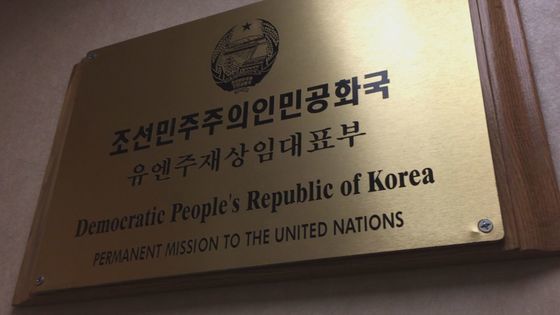 조선민주주의인민공화국
유엔주재상임대표부
Democratic People's Republic of Korea
PERMANENT MISSION TO THE UNITED NATIONS